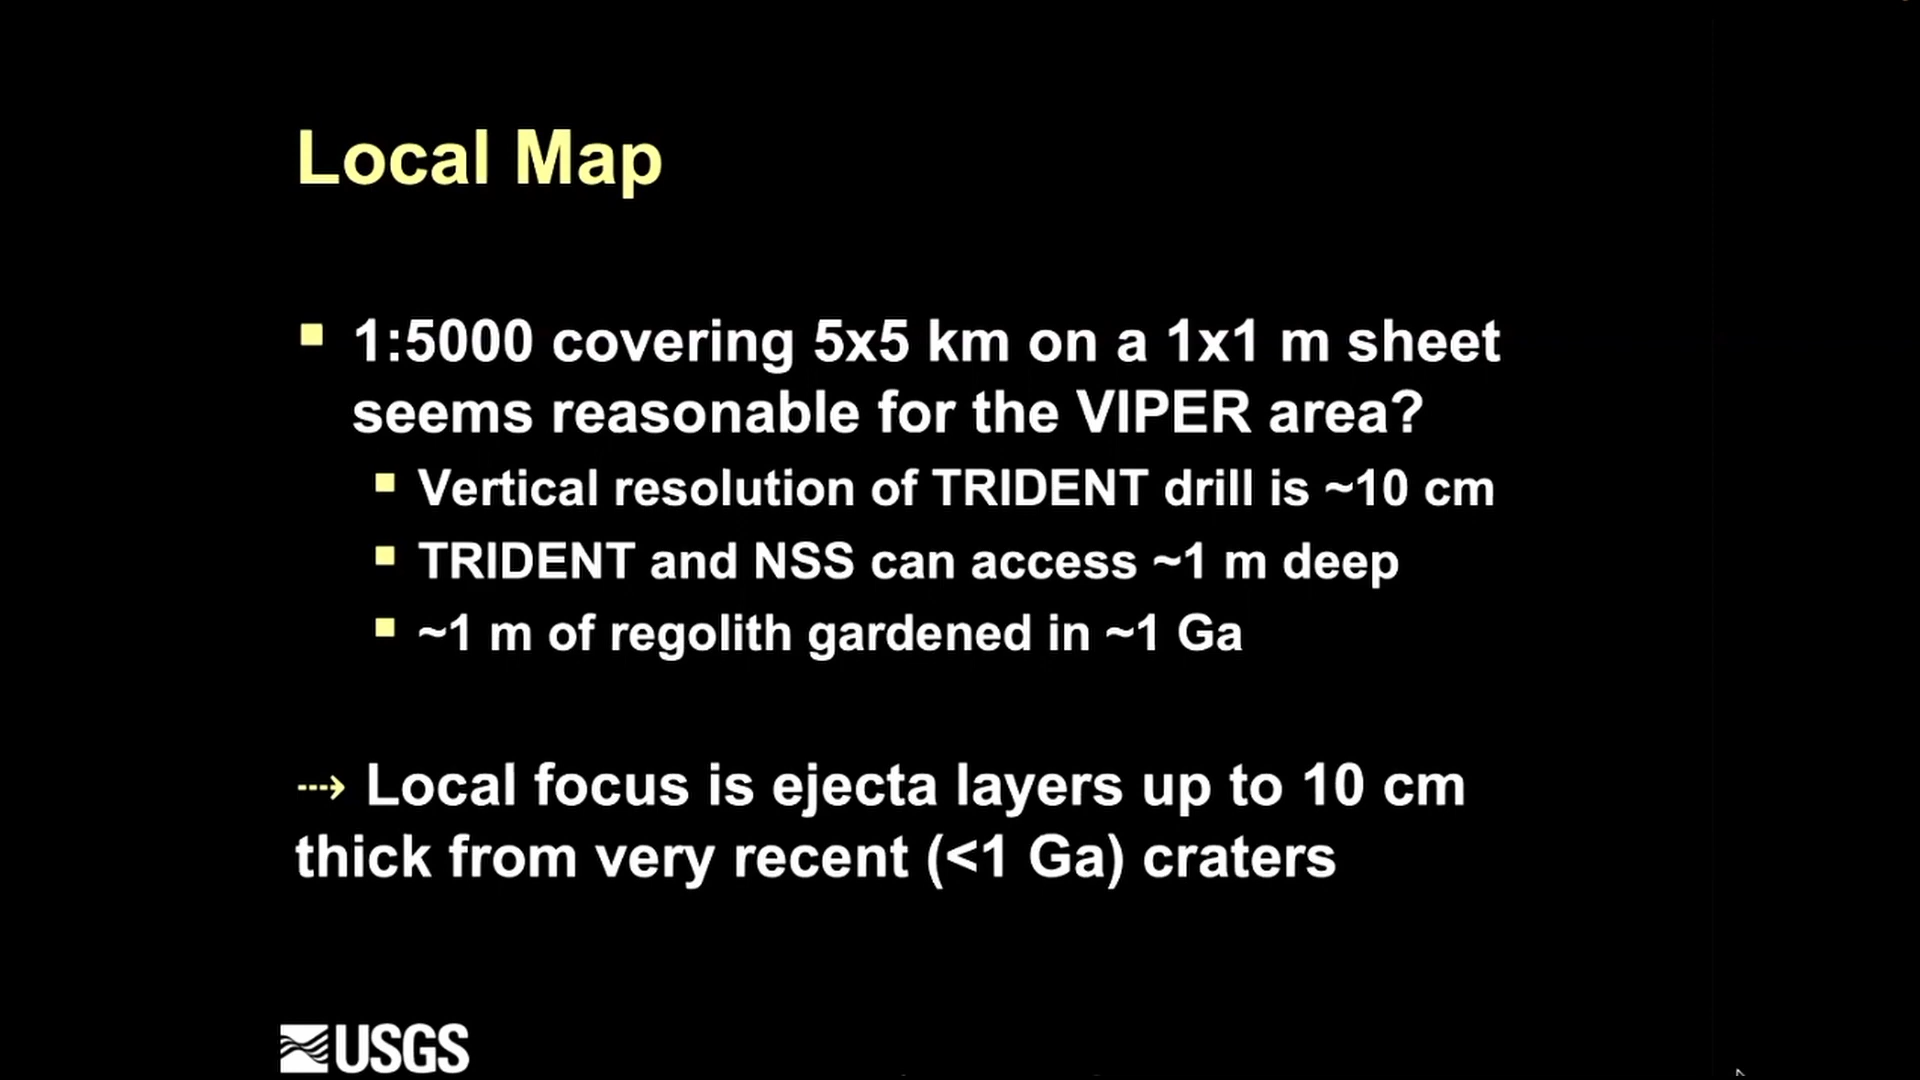 Local Map
1:5000 covering 5x5 km on a 1x1 m sheet
seems reasonable for the VIPER area?
Vertical resolution of TRIDENT drill is ~10 cm
TRIDENT and NSS can access ~1 m deep
~1 m of regolith gardened in ~1 Ga
⤑ Local focus is ejecta layers up to 10 cm
thick from very recent (<1 Ga) craters
USGS